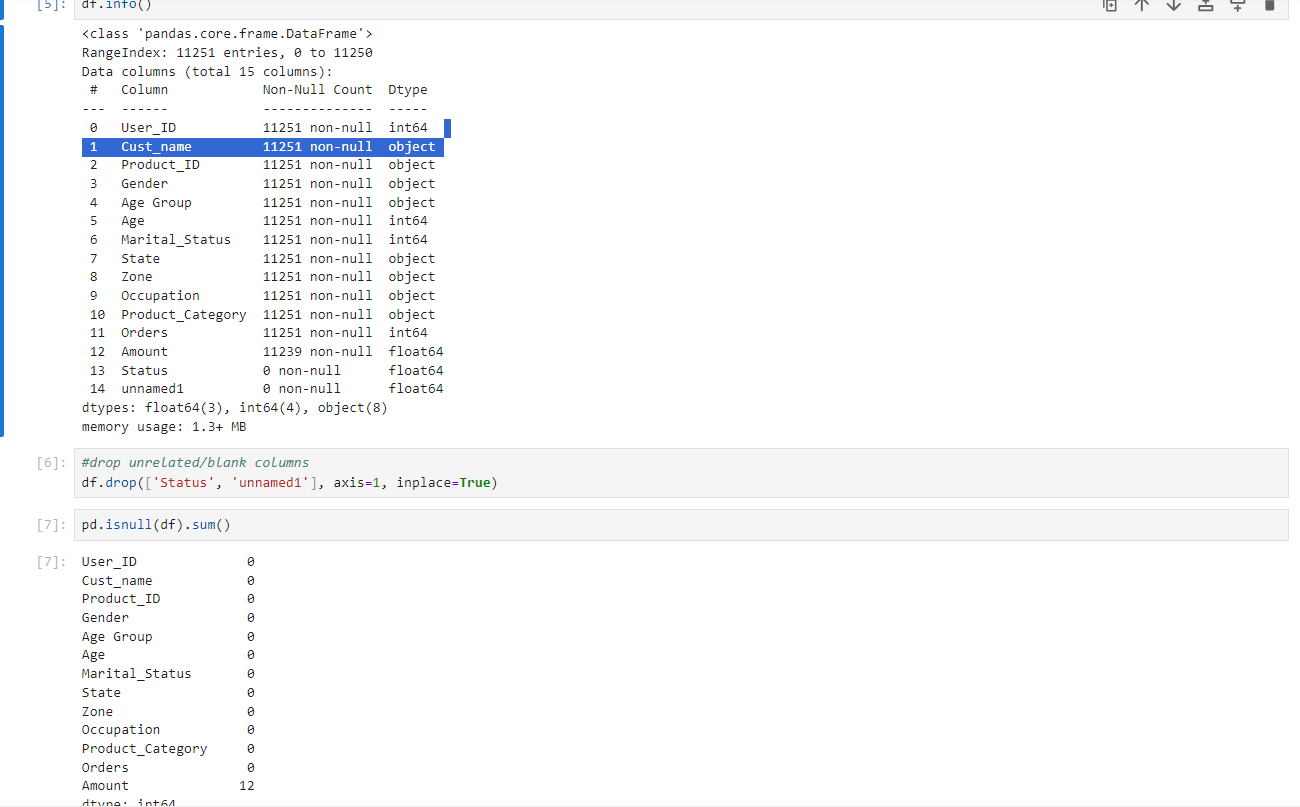 [5]: df.info()
<class 'pandas.core.frame.DataFrame'>
RangeIndex: 11251 entries, 0 to 11250
Data columns (total 15 columns):
 #   Column            Non-Null Count  Dtype
---  ------            --------------  -----
 0   User_ID           11251 non-null  int64
 1   Cust_name         11251 non-null  object
 2   Product_ID        11251 non-null  object
 3   Gender            11251 non-null  object
 4   Age Group         11251 non-null  object
 5   Age               11251 non-null  int64
 6   Marital_Status    11251 non-null  int64
 7   State             11251 non-null  object
 8   Zone              11251 non-null  object
 9   Occupation        11251 non-null  object
 10  Product_Category  11251 non-null  object
 11  Orders            11251 non-null  int64
 12  Amount            11239 non-null  float64
 13  Status            0 non-null      float64
 14  unnamed1          0 non-null      float64
dtypes: float64(3), int64(4), object(8)
memory usage: 1.3+ MB
[6]: #drop unrelated/blank columns
df.drop(['Status', 'unnamed1'], axis=1, inplace=True)
[7]: pd.isnull(df).sum()
[7]: User_ID              0
Cust_name            0
Product_ID           0
Gender               0
Age Group            0
Age                  0
Marital_Status       0
State                0
Zone                 0
Occupation           0
Product_Category     0
Orders               0
Amount              12
dtype: int64